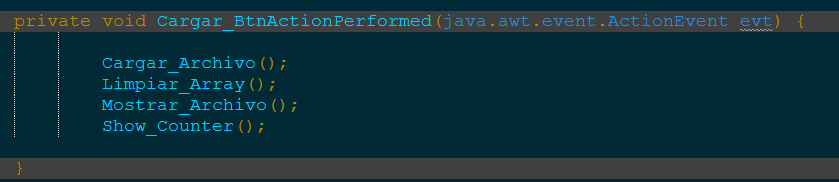 private void Cargar_BtnActionPerformed(java.awt.event.ActionEvent evt) {
Cargar_Archivo();
Limpiar_Array();
Mostrar_Archivo();
Show_Counter();
}